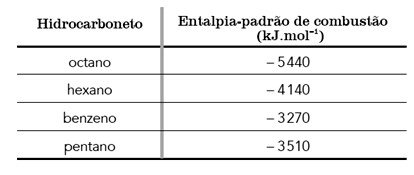 Hidrocarboneto Entalpia-padrão de combustão
(kJ.mol⁻¹)
octano – 5440
hexano – 4140
benzeno – 3270
pentano – 3510